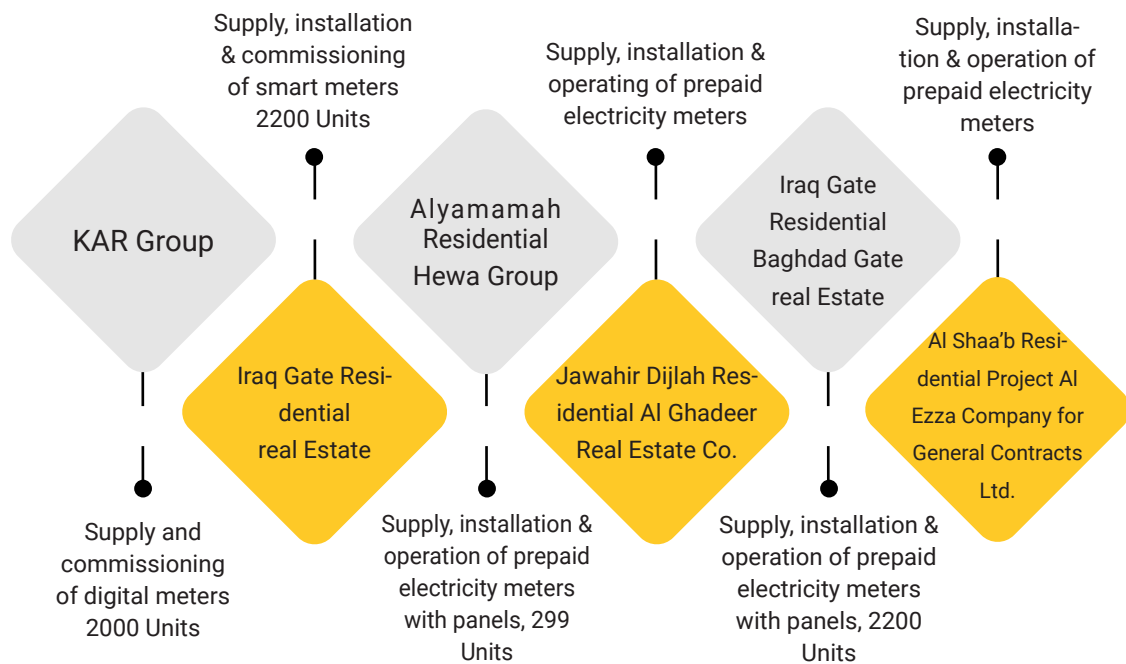 Supply, installation
& commissioning
of smart meters
2200 Units
Supply, installation &
operating of prepaid
electricity meters
Supply, installa-
tion & operation of
prepaid electricity
meters
KAR Group
Alyamamah
Residential
Hewa Group
Iraq Gate
Residential
Baghdad Gate
real Estate
Iraq Gate Resi-
dential
real Estate
Jawahir Dijlah Res-
idential Al Ghadeer
Real Estate Co.
Al Shaa’b Resi-
dential Project Al
Ezza Company for
General Contracts
Ltd.
Supply and
commissioning
of digital meters
2000 Units
Supply, installation &
operation of prepaid
electricity meters
with panels, 299
Units
Supply, installation &
operation of prepaid
electricity meters
with panels, 2200
Units